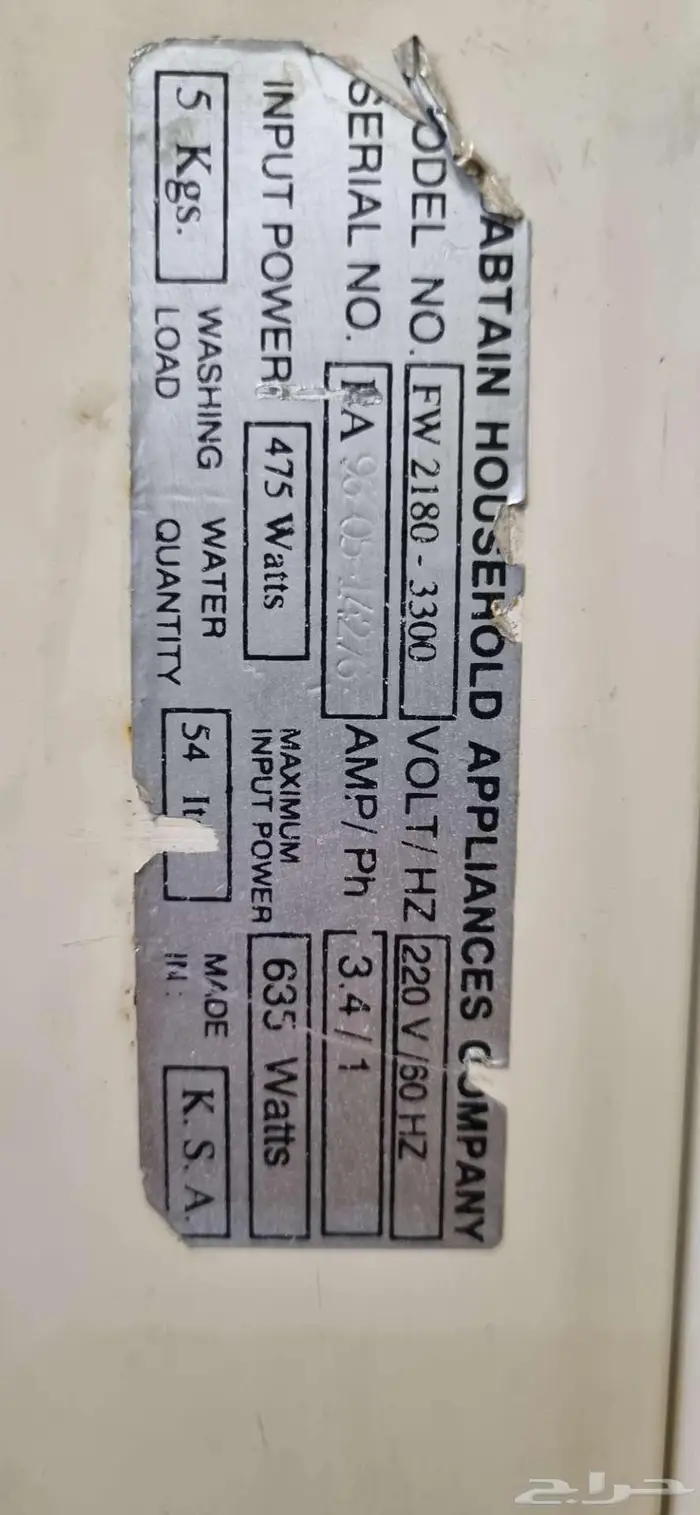 ABTAIN HOUSEHOLD APPLIANCES COMPANY
ODEL NO. FW 2180 - 3300 VOLT/HZ 220 V/60 HZ
SERIAL NO. AMP/Ph 3.4/1
INPUT POWER 475 Watts MAXIMUM INPUT POWER 635 Watts
5 Kgs. WASHING LOAD WATER QUANTITY 54 lt MADE IN: K.S.A.
حراج